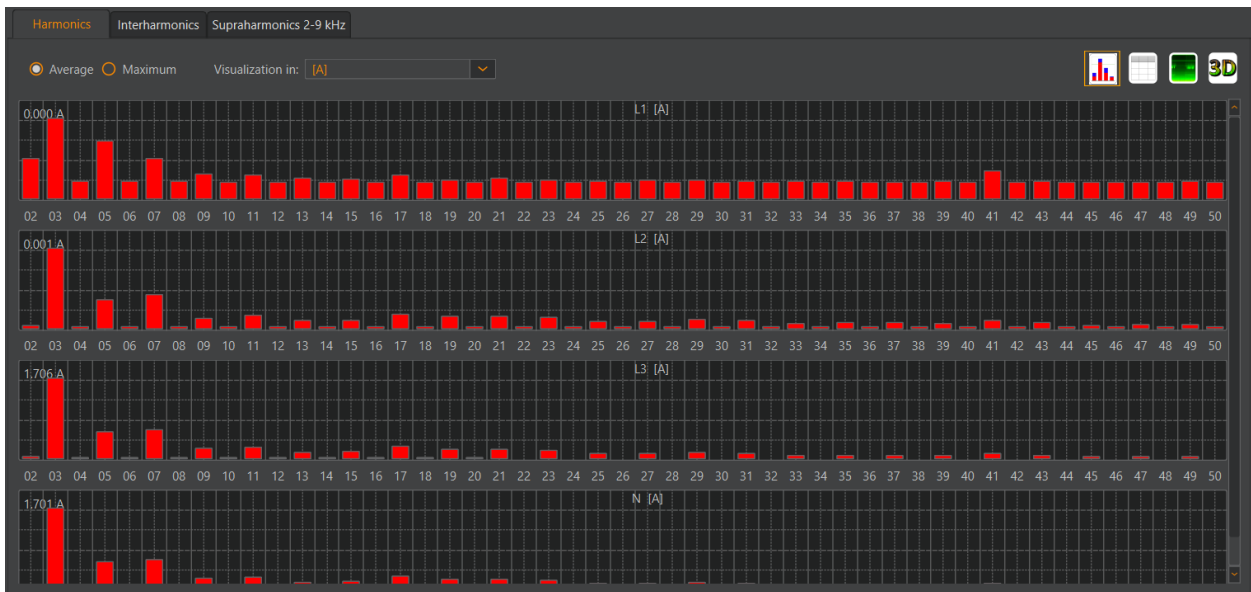 Harmonics Interharmonics Supraharmonics 2-9 kHz
Average Maximum Visualization in: [A]
3D
L1 [A]
0.000 A
02 03 04 05 06 07 08 09 10 11 12 13 14 15 16 17 18 19 20 21 22 23 24 25 26 27 28 29 30 31 32 33 34 35 36 37 38 39 40 41 42 43 44 45 46 47 48 49 50
L2 [A]
0.001 A
02 03 04 05 06 07 08 09 10 11 12 13 14 15 16 17 18 19 20 21 22 23 24 25 26 27 28 29 30 31 32 33 34 35 36 37 38 39 40 41 42 43 44 45 46 47 48 49 50
L3 [A]
1.706 A
02 03 04 05 06 07 08 09 10 11 12 13 14 15 16 17 18 19 20 21 22 23 24 25 26 27 28 29 30 31 32 33 34 35 36 37 38 39 40 41 42 43 44 45 46 47 48 49 50
N [A]
1.701 A